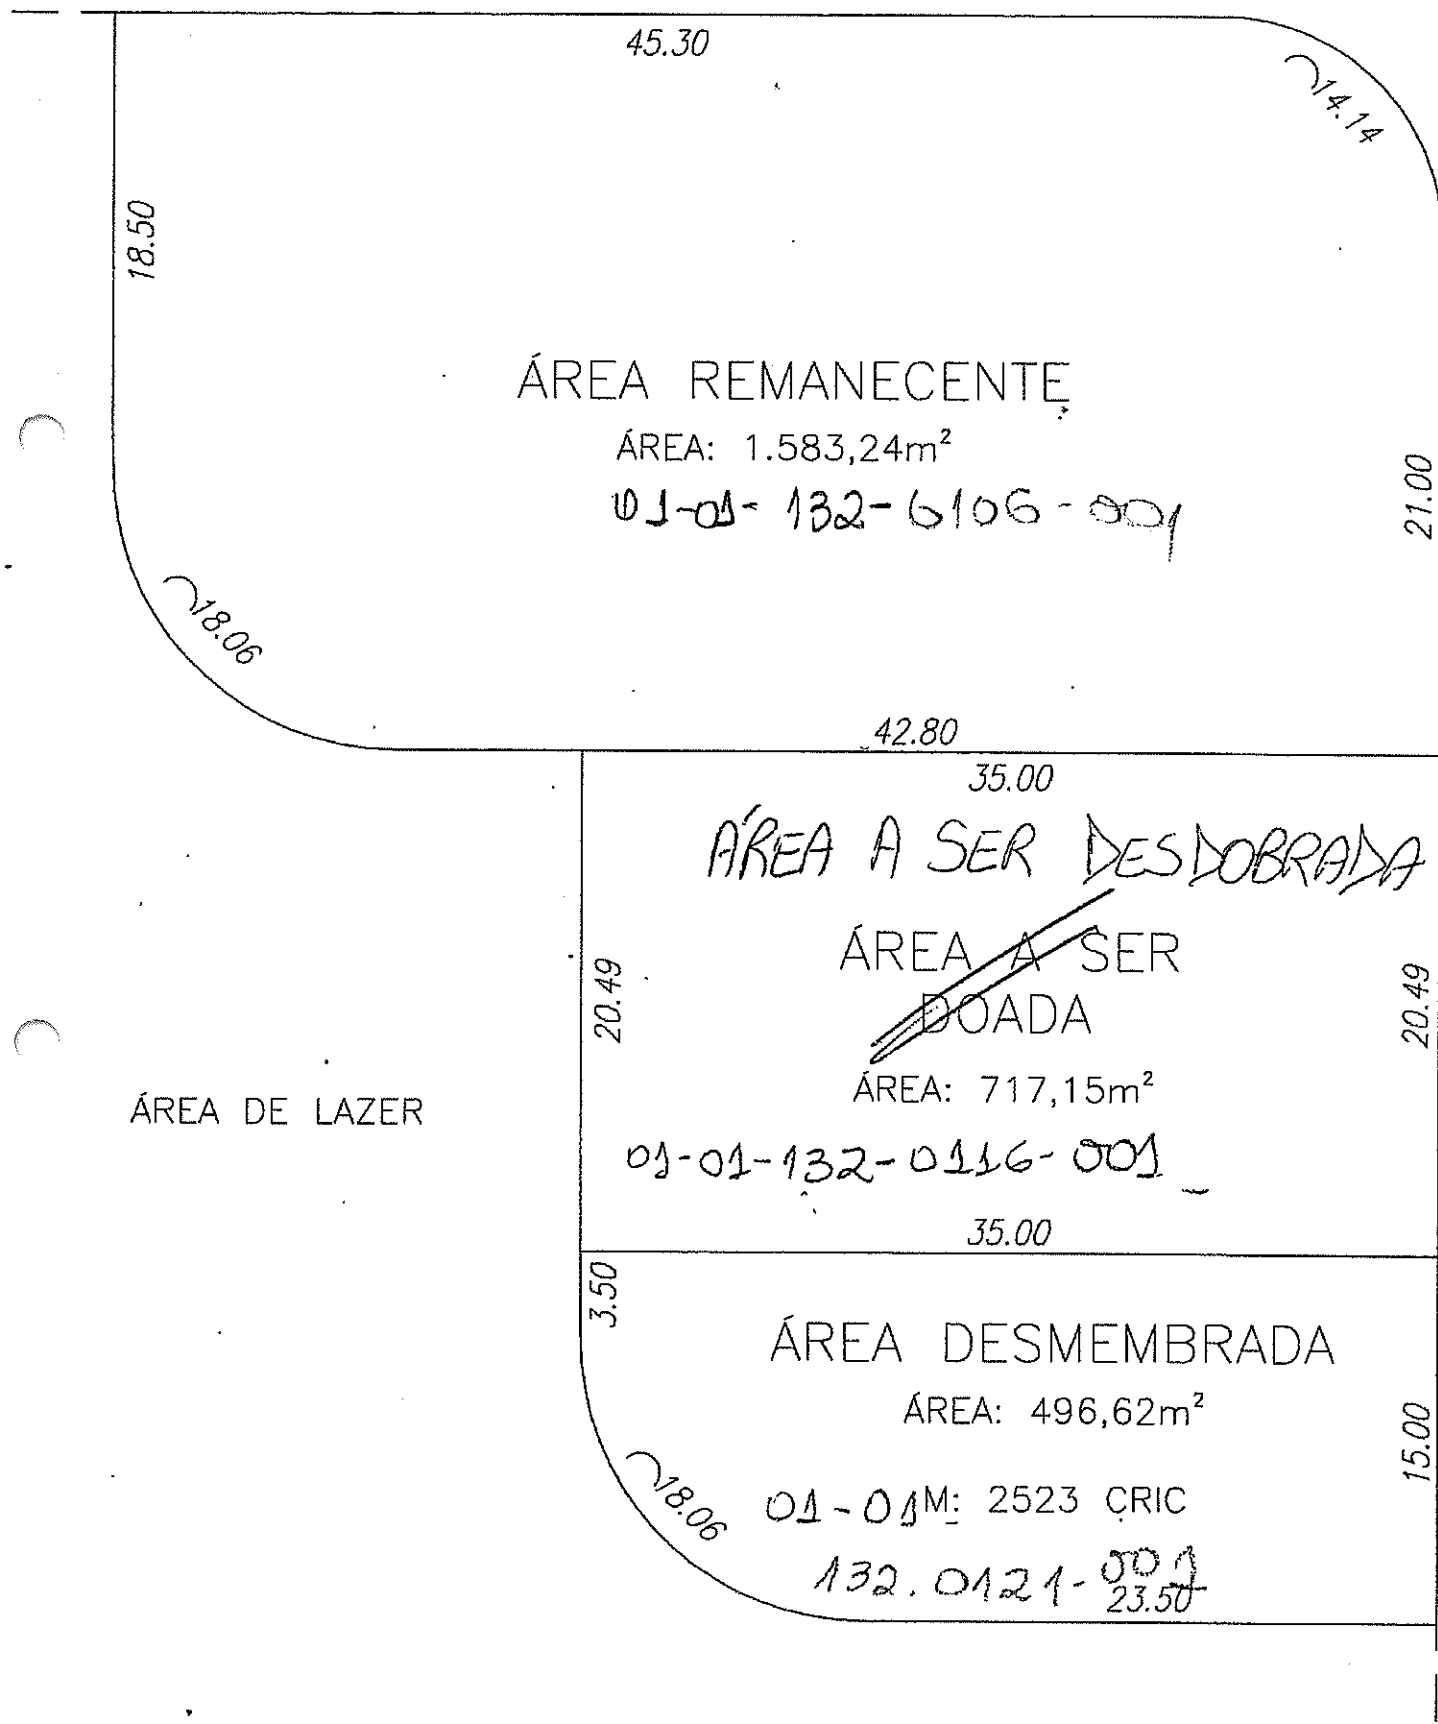 45.30
14.14
18.50
ÁREA REMANECENTE
ÁREA: 1.583,24m²
01-01-132-6106-001
21.00
18.06
42.80
35.00
ÁREA A SER DESDOBRADA
ÁREA A SER
DOADA
20.49
20.49
ÁREA: 717,15m²
ÁREA DE LAZER
01-01-132-0116-001
35.00
3.50
ÁREA DESMEMBRADA
ÁREA: 496,62m²
15.00
18.06
01-01 M: 2523 CRIC
132.0121-001
23.50